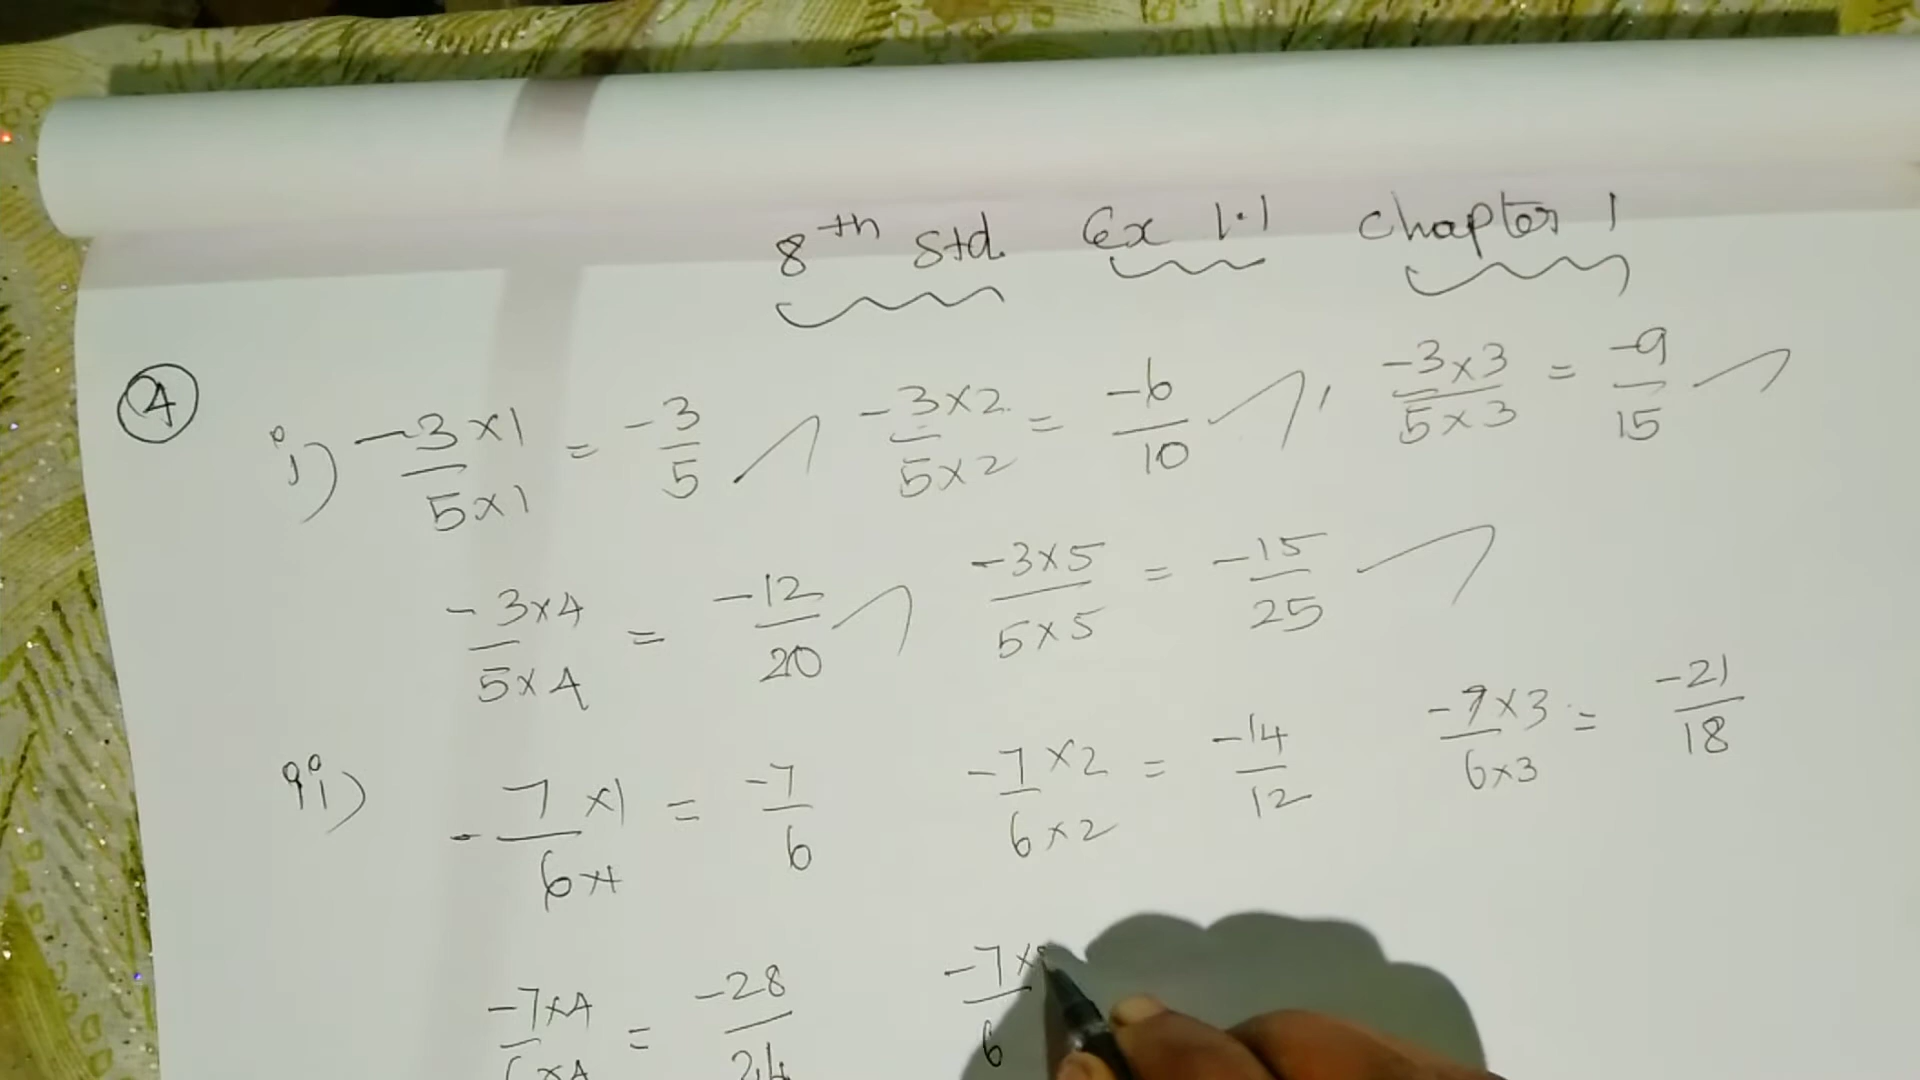 8th Std. Ex 1.1 Chapter 1
4
i) -3×1/5×1 = -3/5 -3×2/5×2 = -6/10, -3×3/5×3 = -9/15
-3×4/5×4 = -12/20 -3×5/5×5 = -15/25
ii) -7×1/6×1 = -7/6 -7×2/6×2 = -14/12 -7×3/6×3 = -21/18
-7×4/6×4 = -28/24 -7×/6